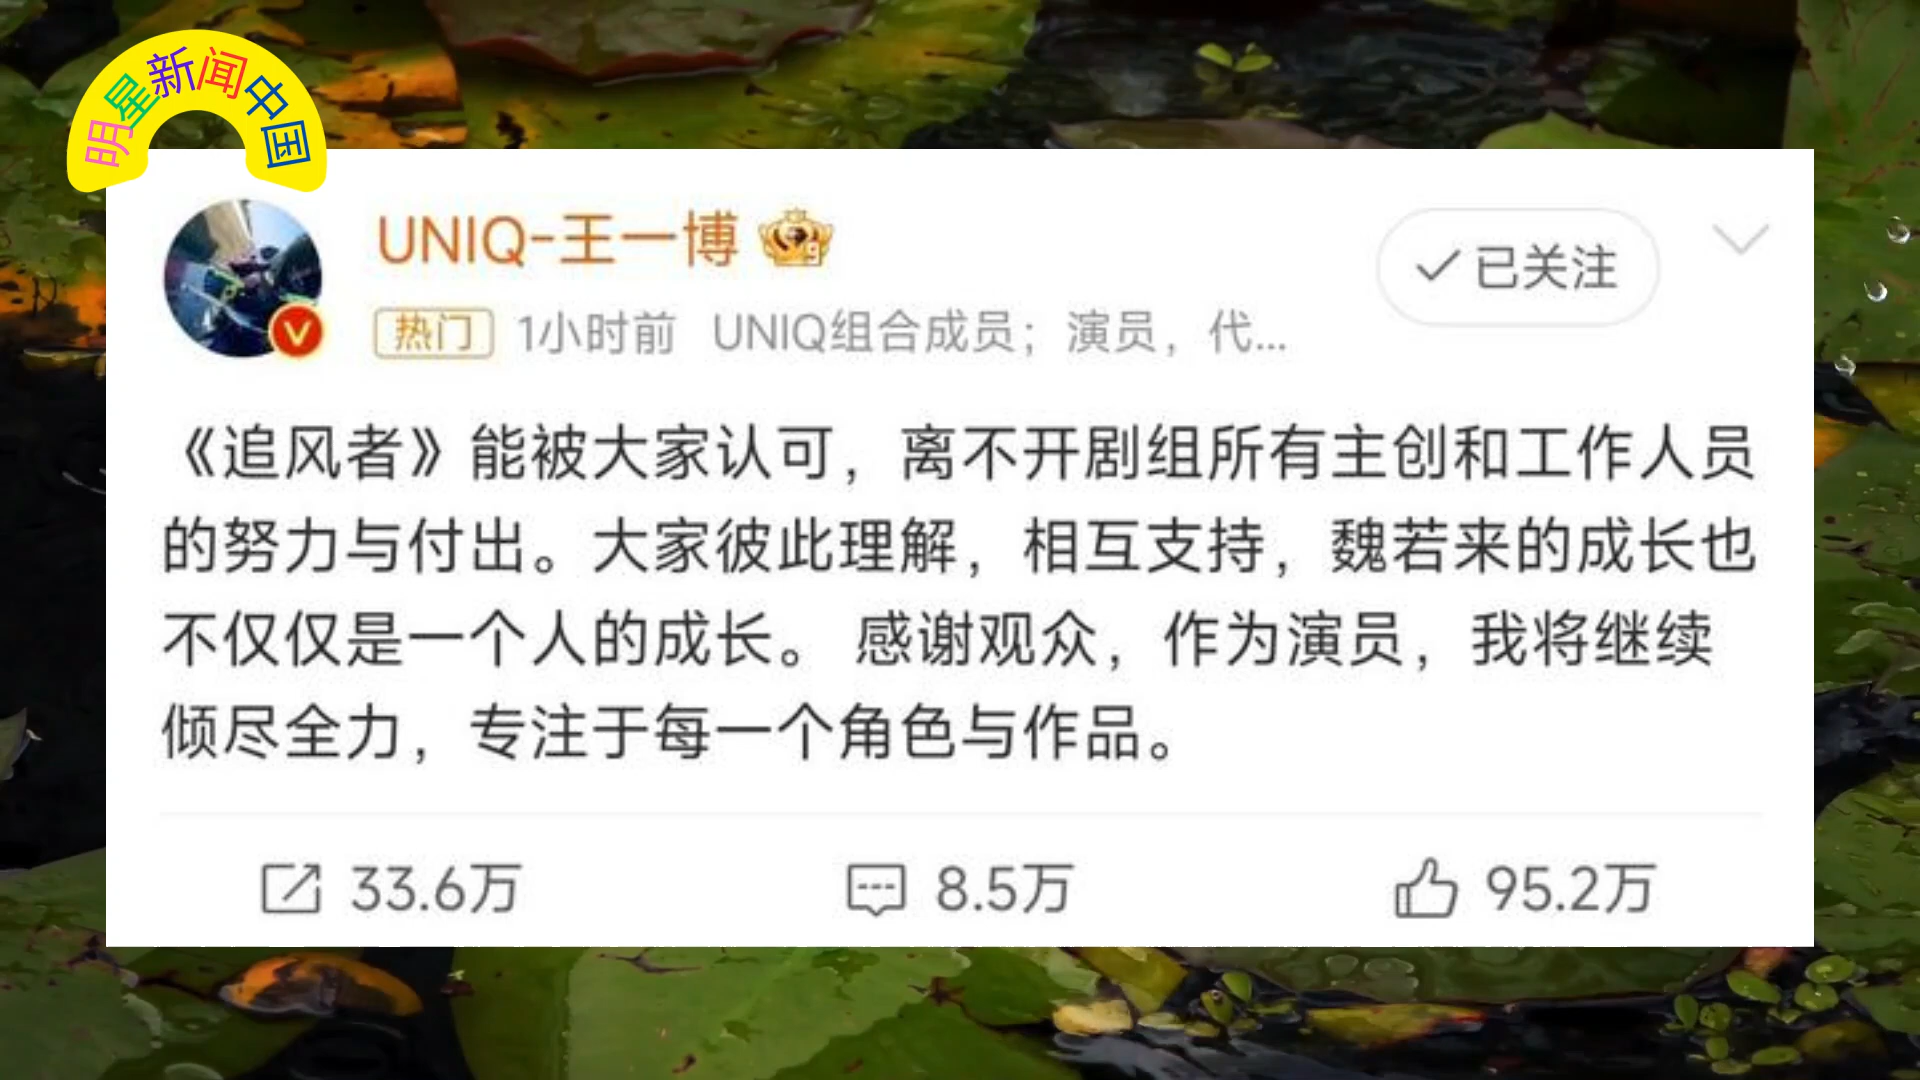 明星新闻中国
UNIQ-王一博
已关注
热门 1小时前 UNIQ组合成员；演员，代...
《追风者》能被大家认可，离不开剧组所有主创和工作人员
的努力与付出。大家彼此理解，相互支持，魏若来的成长也
不仅仅是一个人的成长。 感谢观众，作为演员，我将继续
倾尽全力，专注于每一个角色与作品。
33.6万 8.5万 95.2万